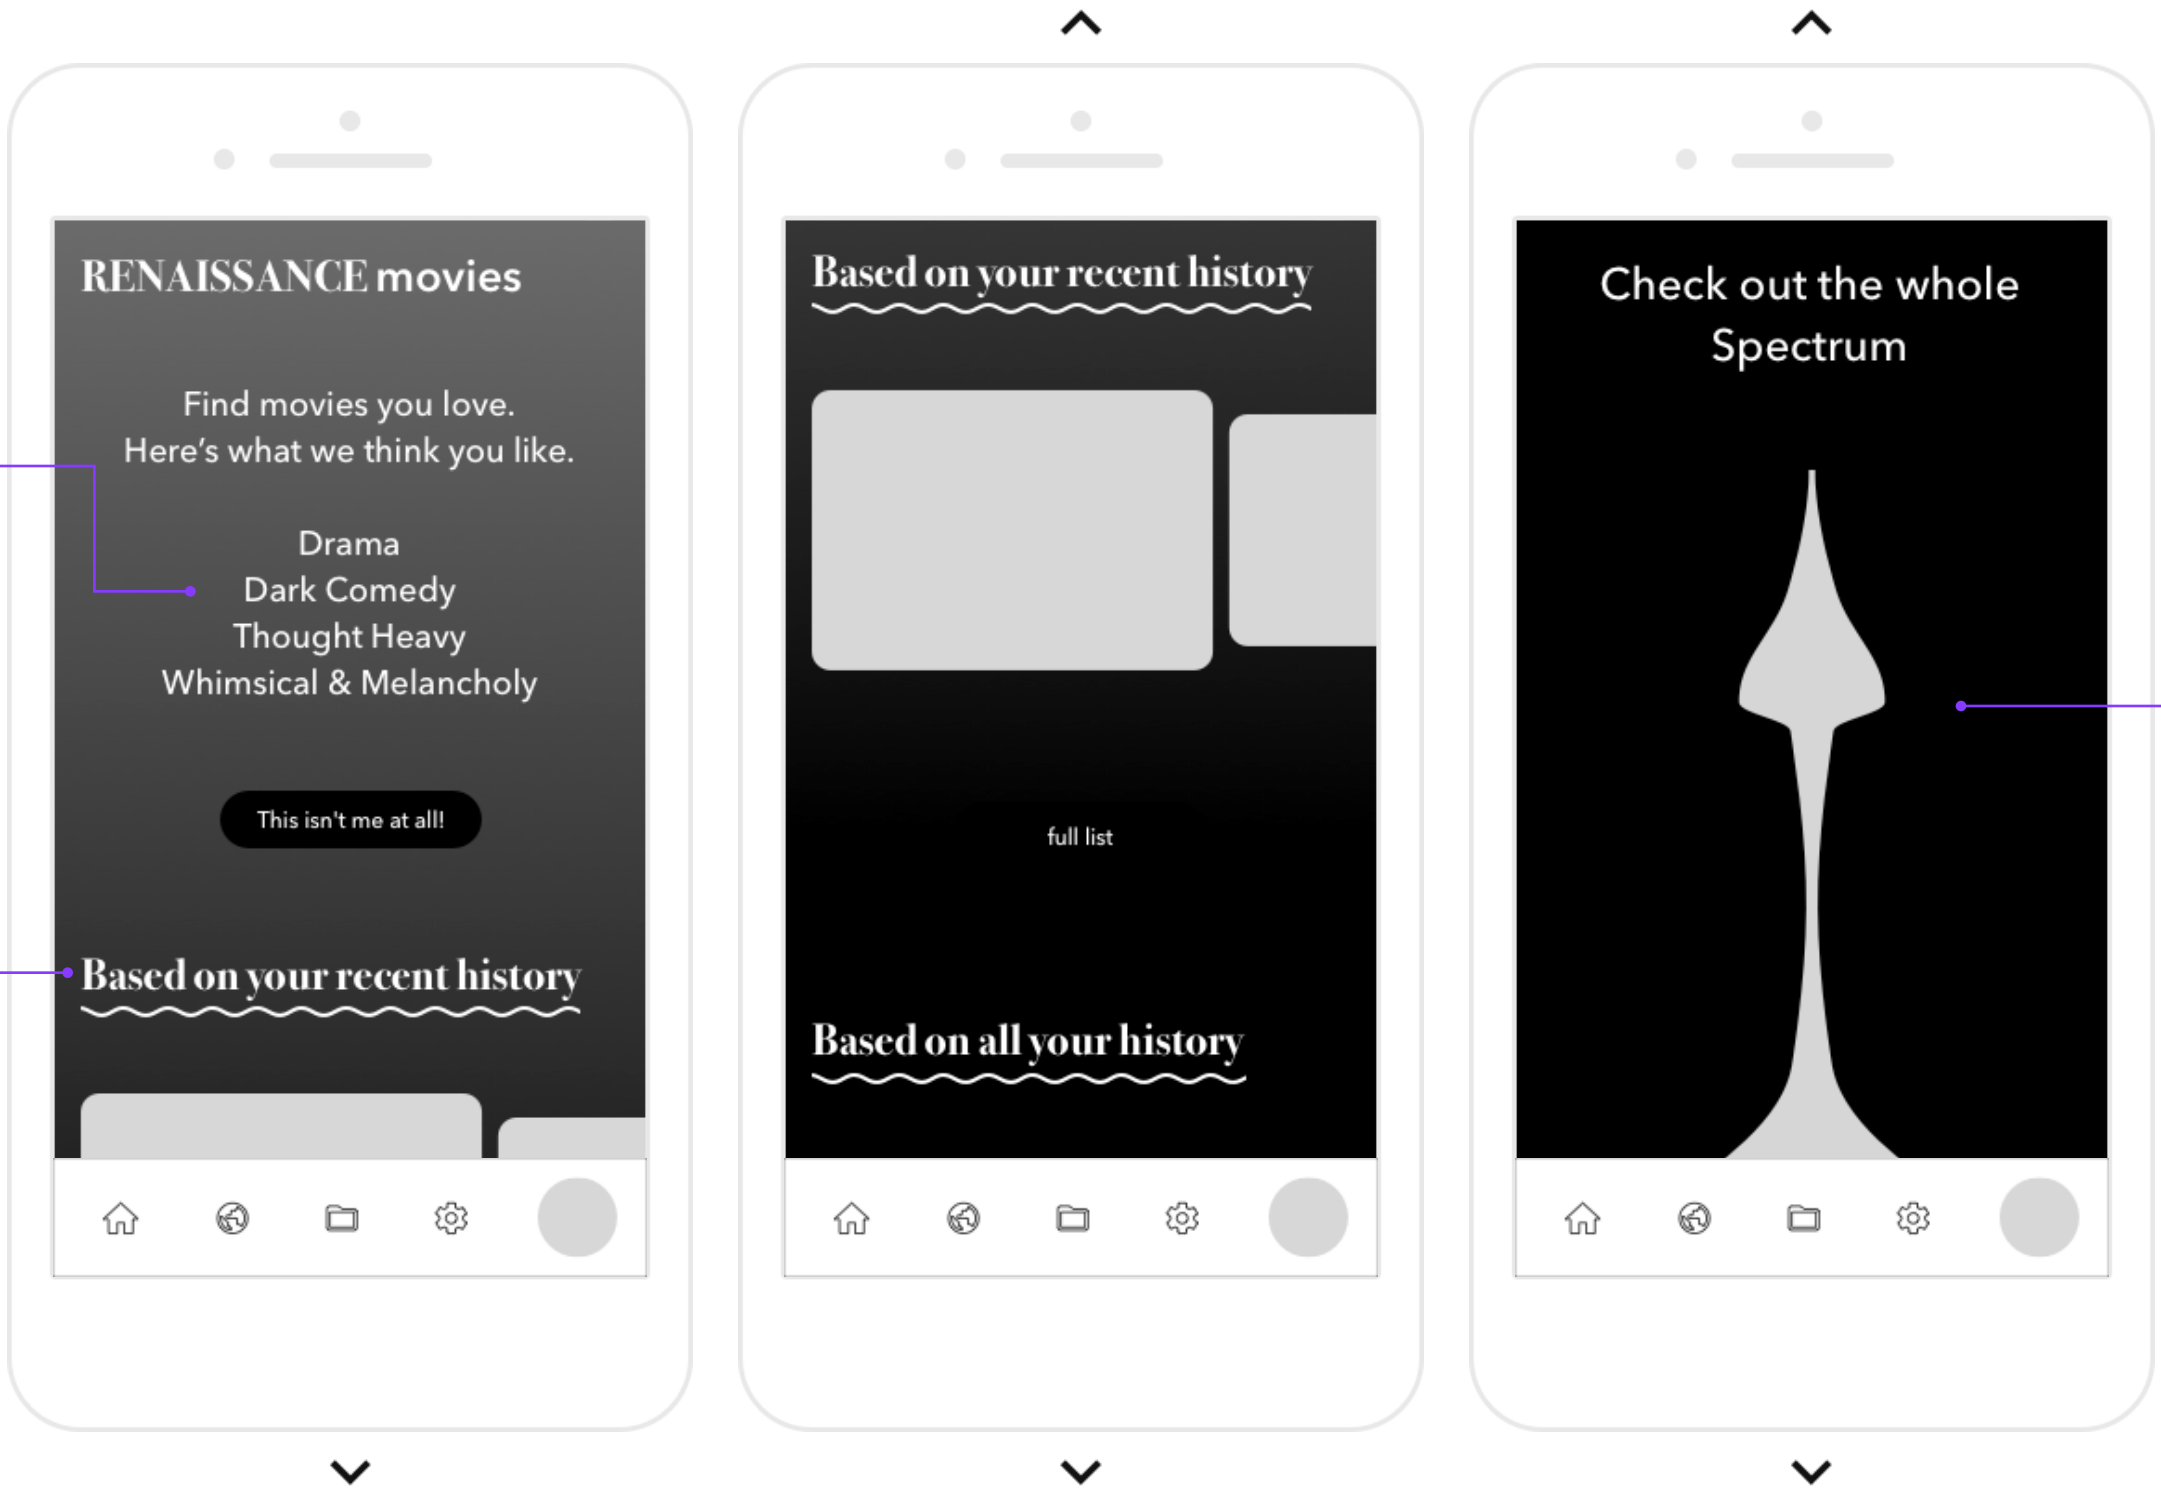 RENAISSANCE movies
Find movies you love.
Here’s what we think you like.
Drama
Dark Comedy
Thought Heavy
Whimsical & Melancholy
This isn't me at all!
Based on your recent history
Based on your recent history
full list
Based on all your history
Check out the whole
Spectrum